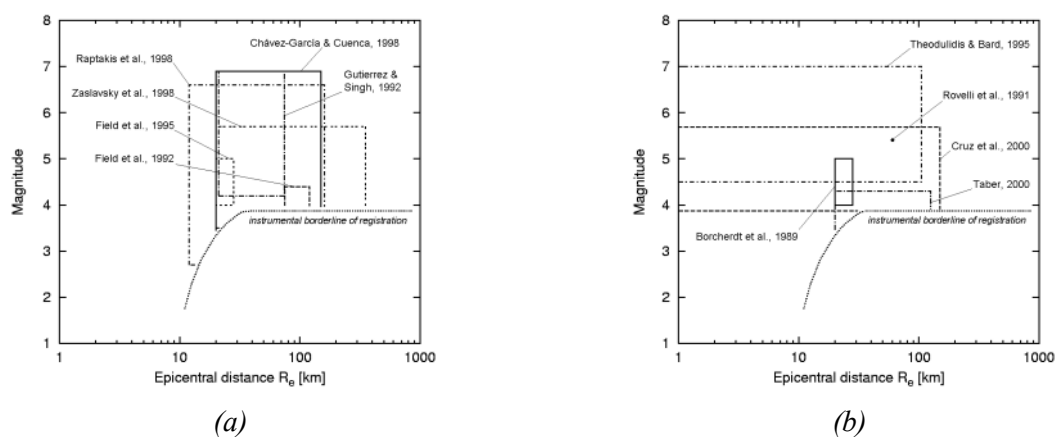 8
7
6
5
4
3
2
1
Magnitude
Chávez-García & Cuenca, 1998
Raptakis et al., 1998
Gutierrez &
Singh, 1992
Zaslavsky et al., 1998
Field et al., 1995
Field et al., 1992
instrumental borderline of registration
1 10 100 1000
Epicentral distance Re [km]
(a)
8
7
6
5
4
3
2
1
Magnitude
Theodulidis & Bard, 1995
Rovelli et al., 1991
Cruz et al., 2000
Taber, 2000
instrumental borderline of registration
Borcherdt et al., 1989
1 10 100 1000
Epicentral distance Re [km]
(b)